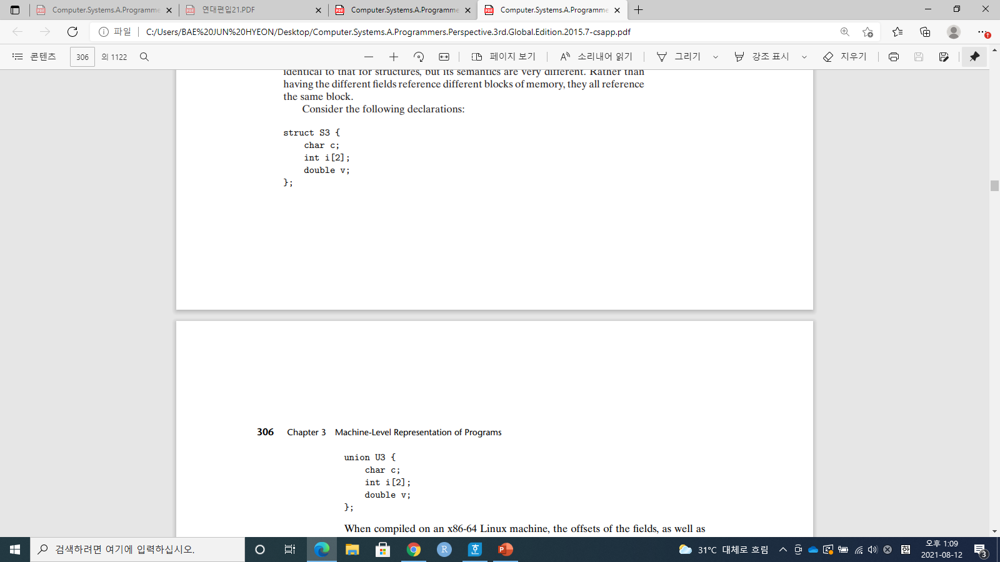 Computer.Systems.A.Programme
연대편입21.PDF
Computer.Systems.A.Programme
Computer.Systems.A.Programme
파일
C:/Users/BAE%20JUN%20HYEON/Desktop/Computer.Systems.A.Programmers.Perspective.3rd.Global.Edition.2015.7-csapp.pdf
콘텐츠
306
의 1122
페이지 보기
소리내어 읽기
그리기
강조 표시
지우기
identical to that for structures, but its semantics are very different. Rather than
having the different fields reference different blocks of memory, they all reference
the same block.
Consider the following declarations:
struct S3 {
char c;
int i[2];
double v;
};
306 Chapter 3 Machine-Level Representation of Programs
union U3 {
char c;
int i[2];
double v;
};
When compiled on an x86-64 Linux machine, the offsets of the fields, as well as
검색하려면 여기에 입력하십시오.
31°C 대체로 흐림
한
오후 1:09
2021-08-12
3